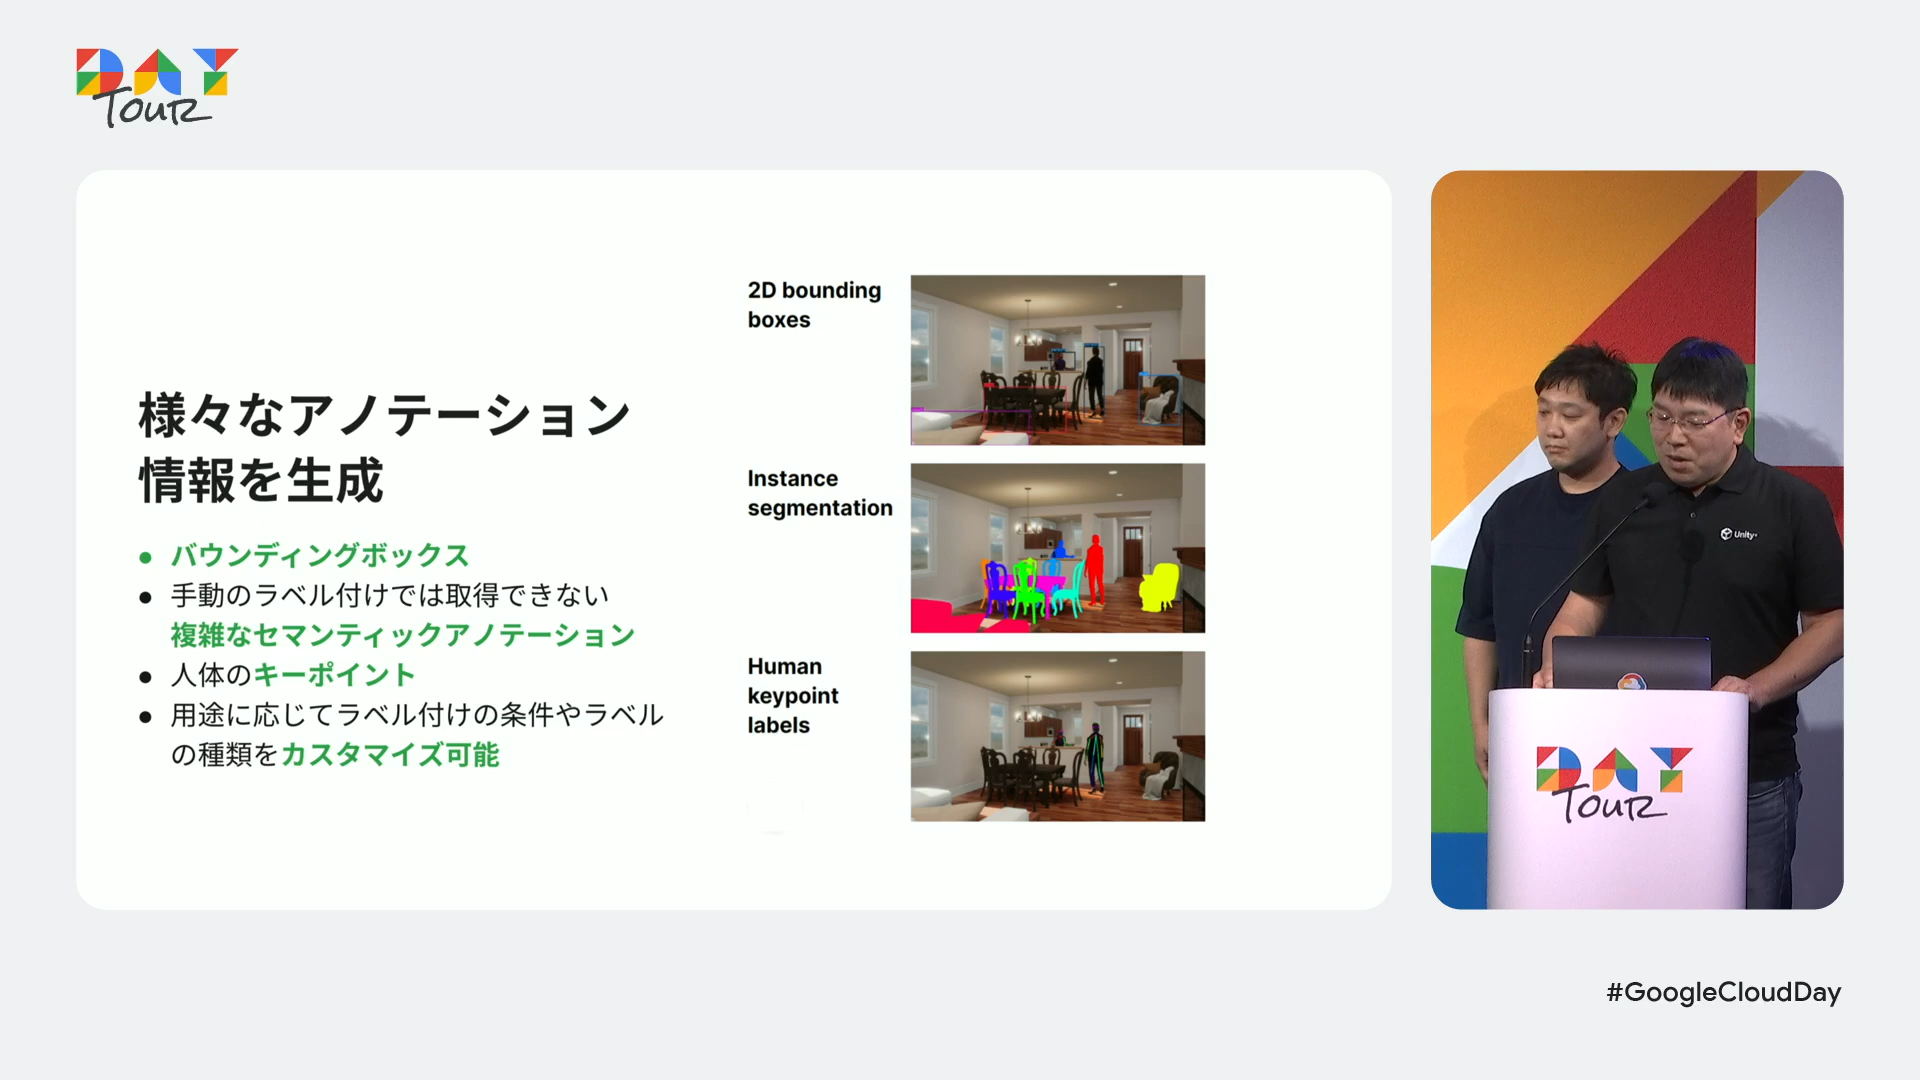 DAY
TOUR
様々なアノテーション
情報を生成
バウンディングボックス
手動のラベル付けでは取得できない
複雑なセマンティックアノテーション
人体のキーポイント
用途に応じてラベル付けの条件やラベル
の種類をカスタマイズ可能
2D bounding
boxes
Instance
segmentation
Human
keypoint
labels
Unity
DAY
TOUR
#GoogleCloudDay